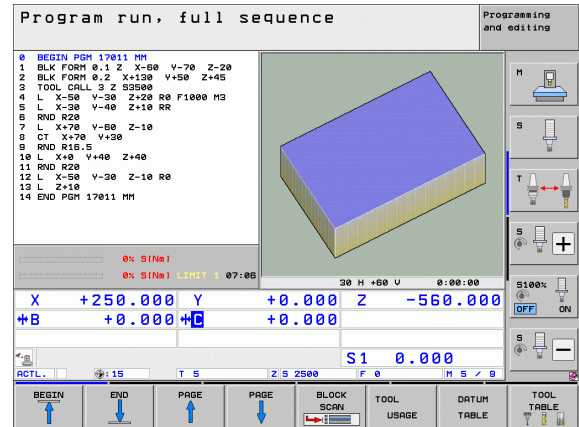 Program run, full sequence
Programming and editing
0 BEGIN PGM 17011 MM
1 BLK FORM 0.1 Z X-60 Y-70 Z-20
2 BLK FORM 0.2 X+130 Y+50 Z+45
3 TOOL CALL 3 Z S3500
4 L X-50 Y-30 Z+20 R0 F1000 M3
5 L X-30 Y-40 Z+10 RR
6 RND R20
7 L X+70 Y-60 Z-10
8 CT X+70 Y+30
9 RND R16.5
10 L X+0 Y+40 Z+40
11 RND R20
12 L X-50 Y-30 Z-10 R0
13 L Z+10
14 END PGM 17011 MM
0% S[Nm]
0% S[Nm] LIMIT 1 07:06
30 H +60 V 0:00:00
X +250.000 Y +0.000 Z -560.000
B +0.000 C +0.000
S1 0.000
ACTL. : 15 T 5 Z S 2500 F 0 M 5 / 9
M
S
T
S
+
S100%
OFF ON
S
−
BEGIN
END
PAGE
PAGE
BLOCK SCAN
TOOL USAGE
DATUM TABLE
TOOL TABLE